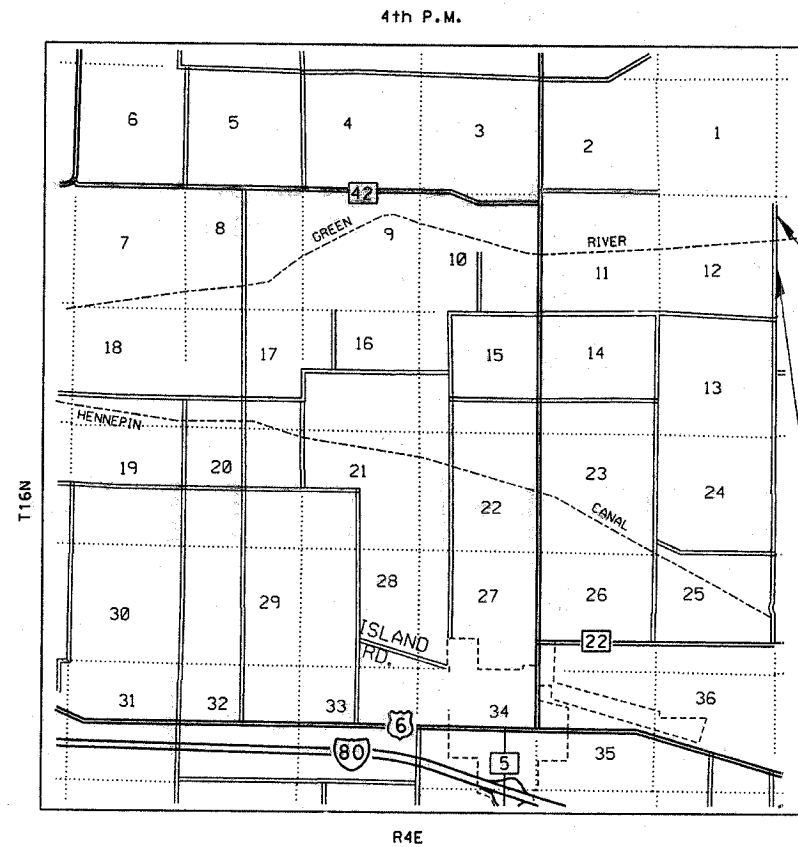 4th P.M.
6 5 4 3 2 1
42
7 8 GREEN 9 10 RIVER 11 12
18 17 16 15 14 13
HENNEPIN
19 20 21 22 23 24
CANAL
30 29 28 27 26 25
ISLAND
RD.
22
31 32 33 34 35 36
6
80
5
T16N
R4E